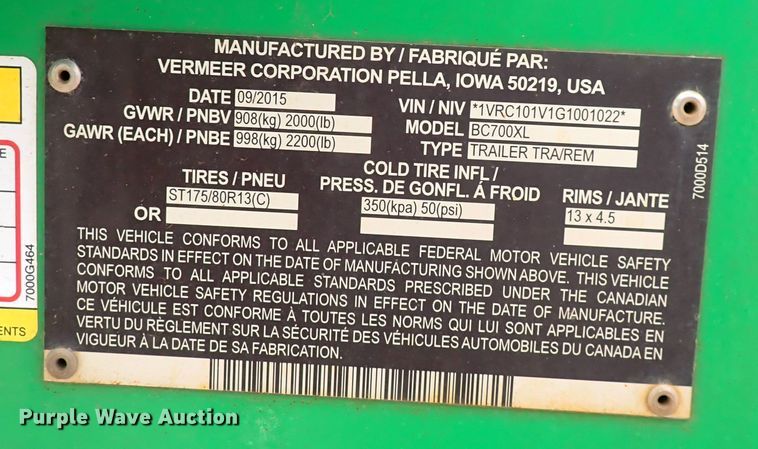 MANUFACTURED BY / FABRIQUÉ PAR:
VERMEER CORPORATION PELLA, IOWA 50219, USA
DATE 09/2015
VIN / NIV *1VRC101V1G1001022*
GVWR / PNBV 908(kg) 2000(lb)
MODEL BC700XL
GAWR (EACH) / PNBE 998(kg) 2200(lb)
TYPE TRAILER TRA/REM
TIRES / PNEU
COLD TIRE INFL /
PRESS. DE GONFL. Á FROID
RIMS / JANTE
ST175/80R13(C)
350(kpa) 50(psi)
13 x 4.5
OR
THIS VEHICLE CONFORMS TO ALL APPLICABLE FEDERAL MOTOR VEHICLE SAFETY
STANDARDS IN EFFECT ON THE DATE OF MANUFACTURING SHOWN ABOVE. THIS VEHICLE
CONFORMS TO ALL APPLICABLE STANDARDS PRESCRIBED UNDER THE CANADIAN
MOTOR VEHICLE SAFETY REGULATIONS IN EFFECT ON THE DATE OF MANUFACTURE.
CE VÉHICULE EST CONFORME À TOUTES LES NORMS QUI LUI SONT APPLICABLES EN
VERTU DU RÈGLEMENT SUR LA SÉCURITÉ DES VÉHICULES AUTOMOBILES DU CANADA EN
VIGUEUR À LA DATE DE SA FABRICATION.
7000D514
7000G464
ENTS
Purple Wave Auction